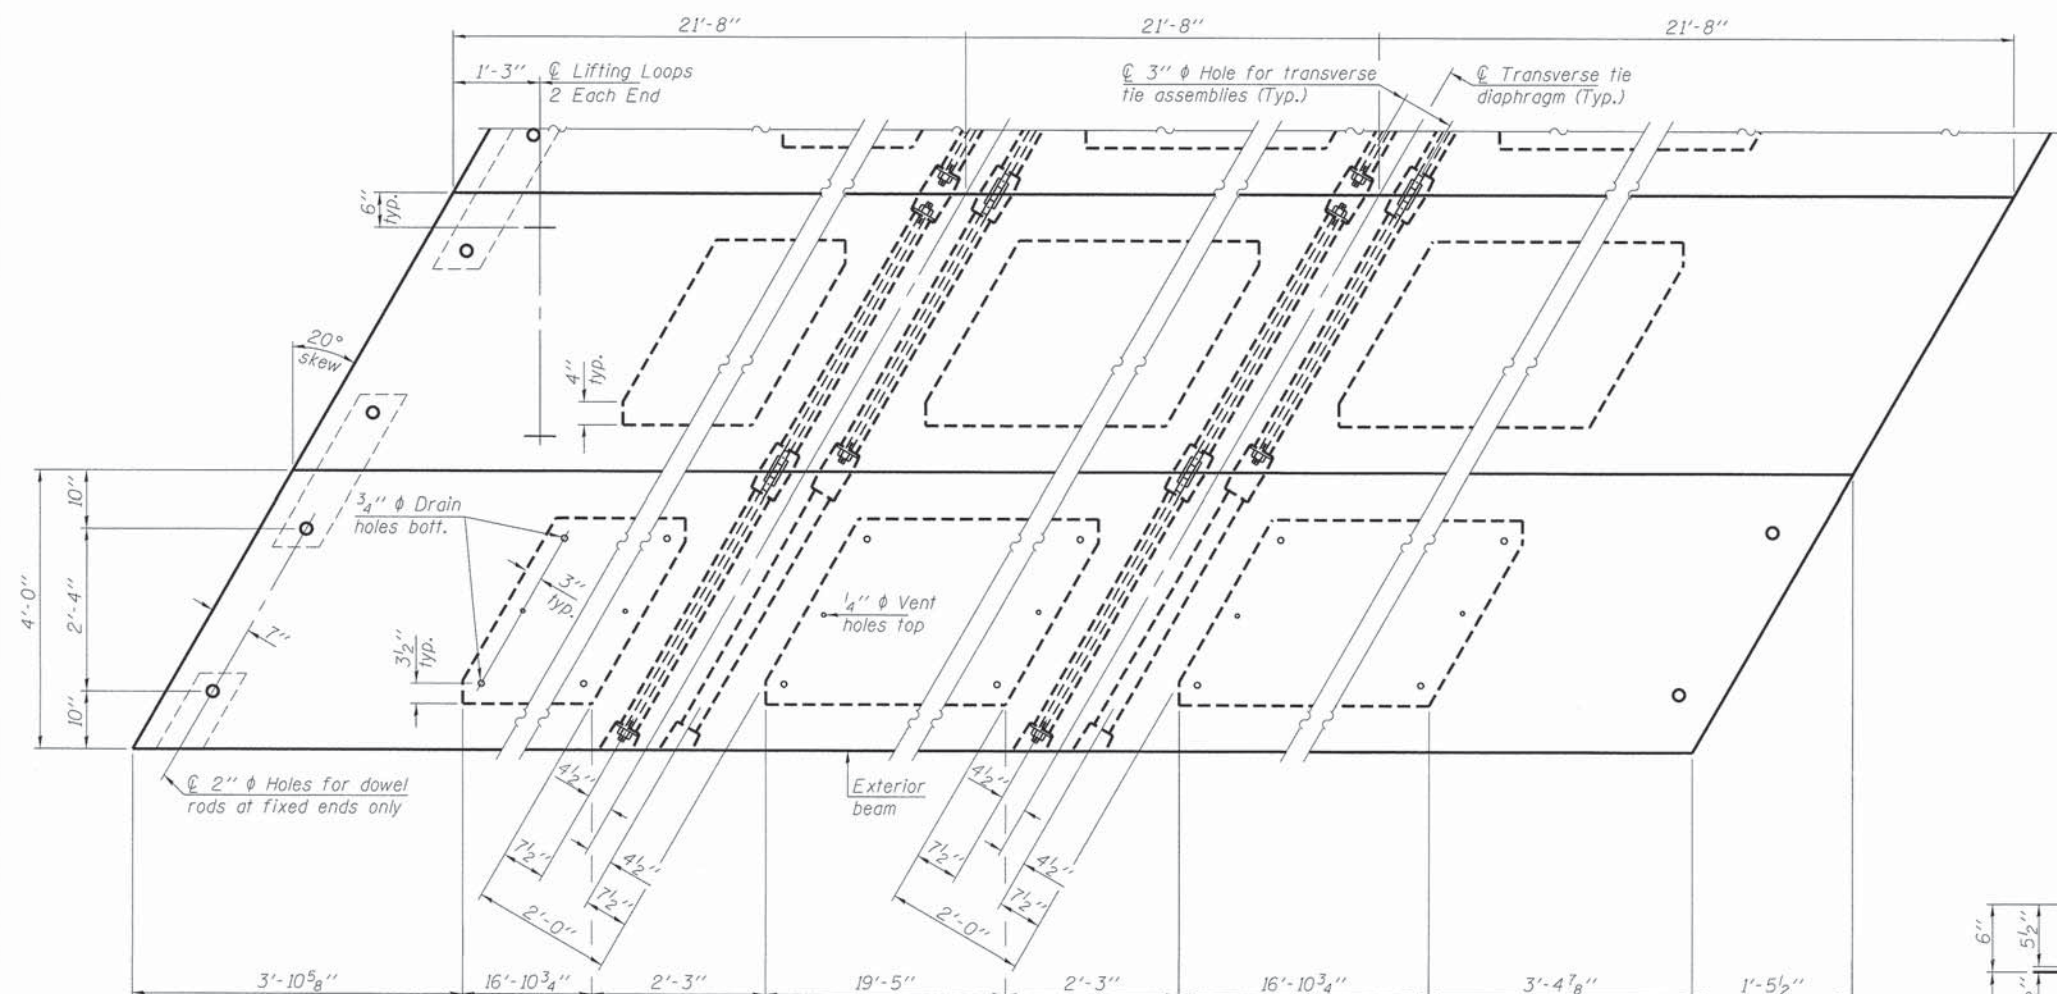 21'-8"
21'-8"
21'-8"
1'-3"
℄ Lifting Loops
2 Each End
℄ 3" ϕ Hole for transverse
tie assemblies (Typ.)
℄ Transverse tie
diaphragm (Typ.)
6"
typ.
20°
skew
4"
typ.
10"
3/4" ϕ Drain
holes bott.
4'-0"
2'-4"
3"
typ.
1/4" ϕ Vent
holes top
7"
3 1/2"
typ.
10"
℄ 2" ϕ Holes for dowel
rods at fixed ends only
4 1/2"
Exterior
beam
4 1/2"
7 1/2"
4 1/2"
7 1/2"
4 1/2"
7 1/2"
7 1/2"
2'-0"
2'-0"
6"
5 1/2"
3'-10 5/8"
16'-10 3/4"
2'-3"
19'-5"
2'-3"
16'-10 3/4"
3'-4 7/8"
1'-5 1/2"